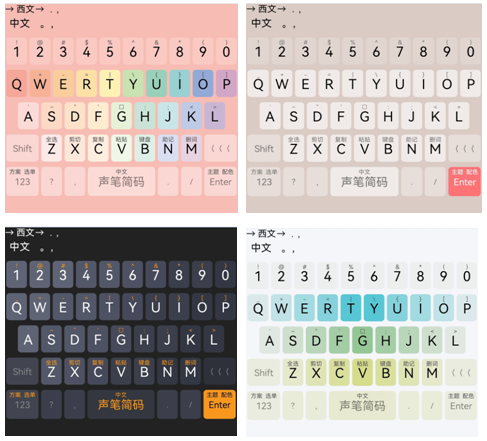 → 西文→ . ,
中文 。,
1 2 3 4 5 6 7 8 9 0
Q W E R T Y U I O P
A S D F G H J K L
全选 剪切 复制 粘贴 键盘 助记 删词
Shift Z X C V B N M ( ( (
方案 选单 中文 主题 配色
123 ? , 声笔简码 . / Enter
→ 西文→ . ,
中文 。,
1 2 3 4 5 6 7 8 9 0
Q W E R T Y U I O P
A S D F G H J K L
全选 剪切 复制 粘贴 键盘 助记 删词
Shift Z X C V B N M ( ( (
方案 选单 中文 主题 配色
123 ? , 声笔简码 . / Enter
→ 西文→ . ,
中文 。,
1 2 3 4 5 6 7 8 9 0
Q W E R T Y U I O P
A S D F G H J K L
全选 剪切 复制 粘贴 键盘 助记 删词
Shift Z X C V B N M ( ( (
方案 选单 中文 主题 配色
123 ? , 声笔简码 . / Enter
→ 西文→ . ,
中文 。,
1 2 3 4 5 6 7 8 9 0
Q W E R T Y U I O P
A S D F G H J K L
全选 剪切 复制 粘贴 键盘 助记 删词
Shift Z X C V B N M ( ( (
方案 选单 中文 主题 配色
123 ? , 声笔简码 . / Enter